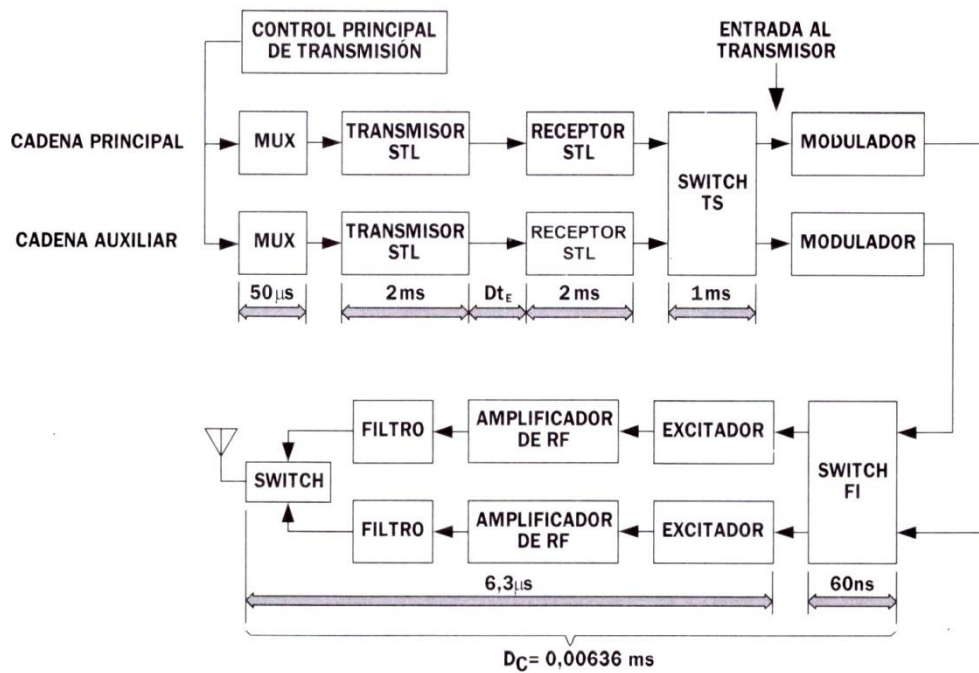 CONTROL PRINCIPAL
DE TRANSMISIÓN
ENTRADA AL
TRANSMISOR
CADENA PRINCIPAL
MUX
TRANSMISOR
STL
RECEPTOR
STL
SWITCH
TS
MODULADOR
CADENA AUXILIAR
MUX
TRANSMISOR
STL
RECEPTOR
STL
MODULADOR
50µs
2ms
DtE
2ms
1ms
FILTRO
AMPLIFICADOR
DE RF
EXCITADOR
SWITCH
FI
SWITCH
FILTRO
AMPLIFICADOR
DE RF
EXCITADOR
6,3µs
60ns
DC= 0,00636 ms